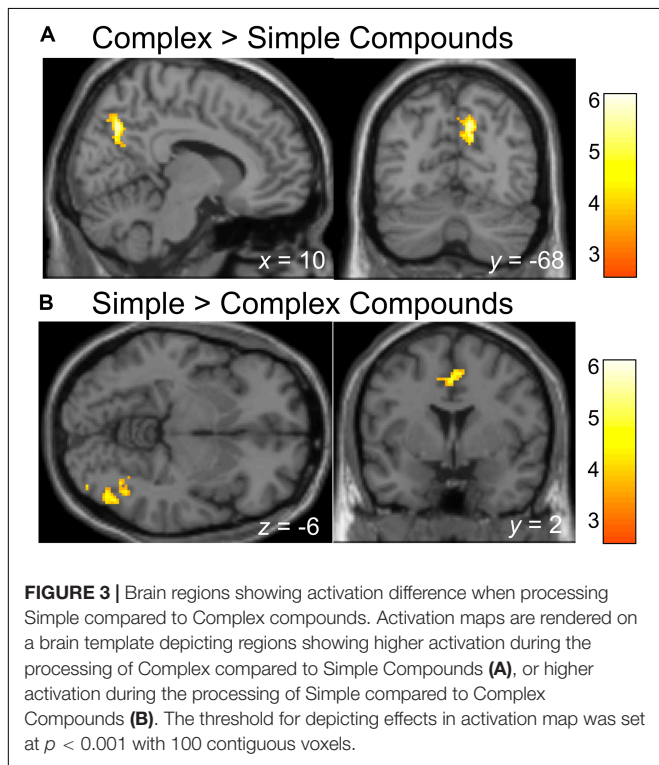 A Complex > Simple Compounds
6
5
4
3
x = 10
y = -68
B Simple > Complex Compounds
6
5
4
3
z = -6
y = 2
FIGURE 3 | Brain regions showing activation difference when processing
Simple compared to Complex compounds. Activation maps are rendered on
a brain template depicting regions showing higher activation during the
processing of Complex compared to Simple Compounds (A), or higher
activation during the processing of Simple compared to Complex
Compounds (B). The threshold for depicting effects in activation map was set
at p < 0.001 with 100 contiguous voxels.